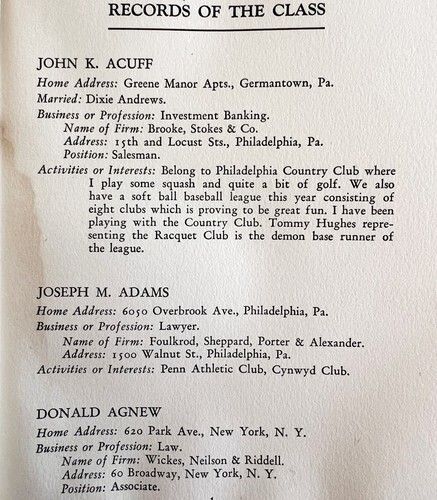 RECORDS OF THE CLASS
JOHN K. ACUFF
Home Address: Greene Manor Apts., Germantown, Pa.
Married: Dixie Andrews.
Business or Profession: Investment Banking.
Name of Firm: Brooke, Stokes & Co.
Address: 15th and Locust Sts., Philadelphia, Pa.
Position: Salesman.
Activities or Interests: Belong to Philadelphia Country Club where
I play some squash and quite a bit of golf. We also
have a soft ball baseball league this year consisting of
eight clubs which is proving to be great fun. I have been
playing with the Country Club. Tommy Hughes repre-
senting the Racquet Club is the demon base runner of
the league.
JOSEPH M. ADAMS
Home Address: 6050 Overbrook Ave., Philadelphia, Pa.
Business or Profession: Lawyer.
Name of Firm: Foulkrod, Sheppard, Porter & Alexander.
Address: 1500 Walnut St., Philadelphia, Pa.
Activities or Interests: Penn Athletic Club, Cynwyd Club.
DONALD AGNEW
Home Address: 620 Park Ave., New York, N. Y.
Business or Profession: Law.
Name of Firm: Wickes, Neilson & Riddell.
Address: 60 Broadway, New York, N. Y.
Position: Associate.